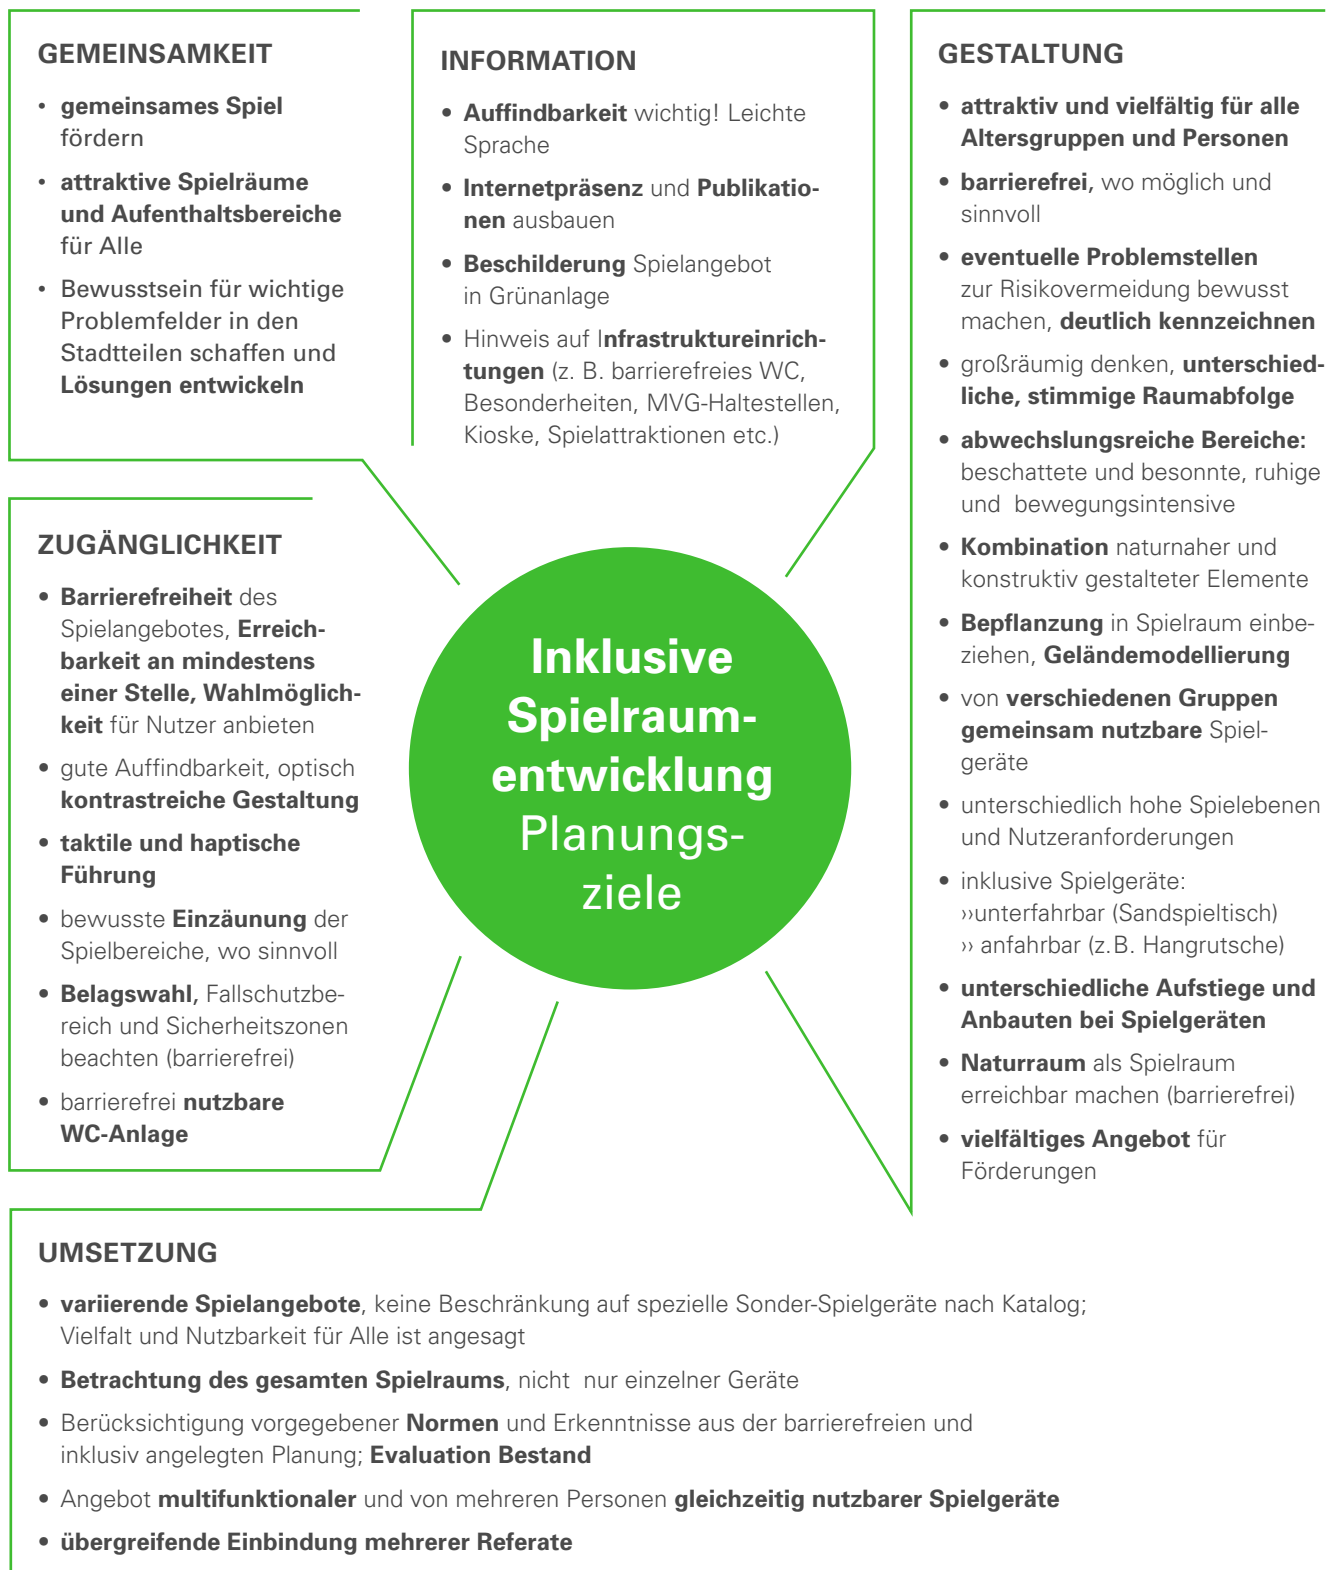 GEMEINSAMKEIT
• gemeinsames Spiel
fördern
• attraktive Spielräume
und Aufenthaltsbereiche
für Alle
• Bewusstsein für wichtige
Problemfelder in den
Stadtteilen schaffen und
Lösungen entwickeln
INFORMATION
• Auffindbarkeit wichtig! Leichte
Sprache
• Internetpräsenz und Publikatio-
nen ausbauen
• Beschilderung Spielangebot
in Grünanlage
• Hinweis auf Infrastruktureinrich-
tungen (z. B. barrierefreies WC,
Besonderheiten, MVG-Haltestellen,
Kioske, Spielattraktionen etc.)
GESTALTUNG
• attraktiv und vielfältig für alle
Altersgruppen und Personen
• barrierefrei, wo möglich und
sinnvoll
• eventuelle Problemstellen
zur Risikovermeidung bewusst
machen, deutlich kennzeichnen
• großräumig denken, unterschied-
liche, stimmige Raumabfolge
• abwechslungsreiche Bereiche:
beschattete und besonnte, ruhige
und bewegungsintensive
• Kombination naturnaher und
konstruktiv gestalteter Elemente
• Bepflanzung in Spielraum einbe-
ziehen, Geländemodellierung
• von verschiedenen Gruppen
gemeinsam nutzbare Spiel-
geräte
• unterschiedlich hohe Spielebenen
und Nutzeranforderungen
• inklusive Spielgeräte:
››unterfahrbar (Sandspieltisch)
›› anfahrbar (z.B. Hangrutsche)
• unterschiedliche Aufstiege und
Anbauten bei Spielgeräten
• Naturraum als Spielraum
erreichbar machen (barrierefrei)
• vielfältiges Angebot für
Förderungen
ZUGÄNGLICHKEIT
• Barrierefreiheit des
Spielangebotes, Erreich-
barkeit an mindestens
einer Stelle, Wahlmöglich-
keit für Nutzer anbieten
• gute Auffindbarkeit, optisch
kontrastreiche Gestaltung
• taktile und haptische
Führung
• bewusste Einzäunung der
Spielbereiche, wo sinnvoll
• Belagswahl, Fallschutzbe-
reich und Sicherheitszonen
beachten (barrierefrei)
• barrierefrei nutzbare
WC-Anlage
Inklusive
Spielraum-
entwicklung
Planungs-
ziele
UMSETZUNG
• variierende Spielangebote, keine Beschränkung auf spezielle Sonder-Spielgeräte nach Katalog;
Vielfalt und Nutzbarkeit für Alle ist angesagt
• Betrachtung des gesamten Spielraums, nicht nur einzelner Geräte
• Berücksichtigung vorgegebener Normen und Erkenntnisse aus der barrierefreien und
inklusiv angelegten Planung; Evaluation Bestand
• Angebot multifunktionaler und von mehreren Personen gleichzeitig nutzbarer Spielgeräte
• übergreifende Einbindung mehrerer Referate